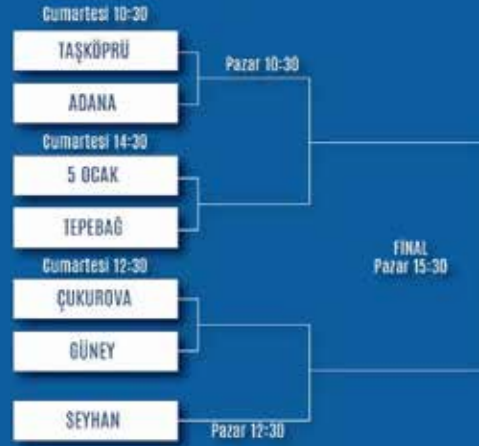 Cumartesi 10:30
TAŞKÖPRÜ
Pazar 10:30
ADANA
Cumartesi 14:30
5 OCAK
TEPEBAĞ
FINAL
Pazar 15:30
Cumartesi 12:30
ÇUKUROVA
GÜNEY
SEYHAN
Pazar 12:30